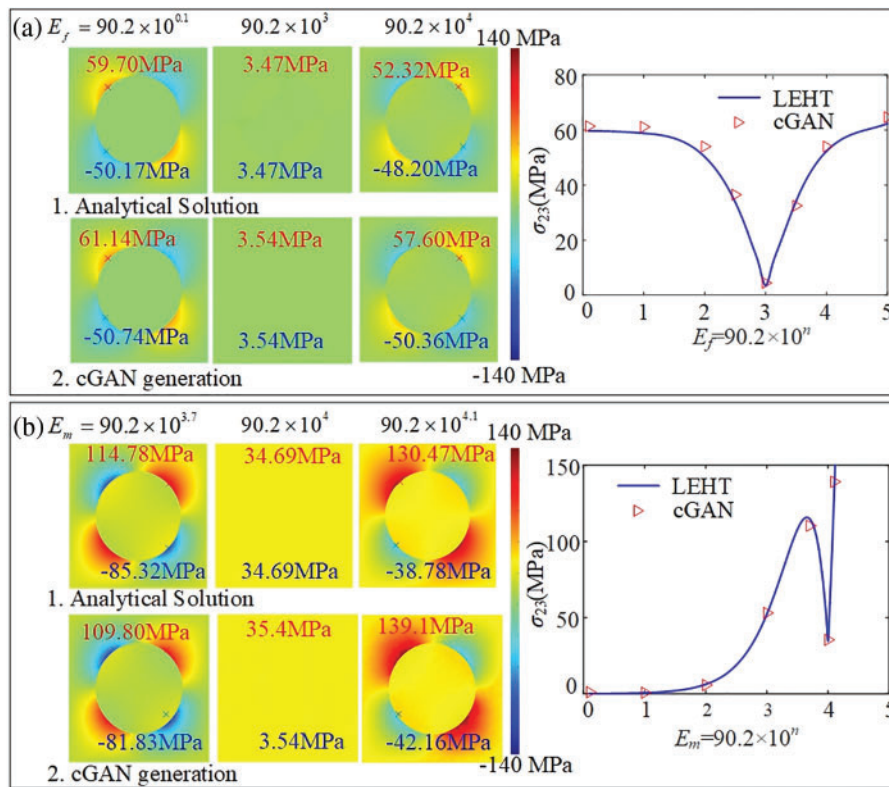 (a) E_f = 90.2×10^0.1 90.2×10^3 90.2×10^4
140 MPa
59.70MPa 3.47MPa 52.32MPa
-50.17MPa 3.47MPa -48.20MPa
1. Analytical Solution
61.14MPa 3.54MPa 57.60MPa
-50.74MPa 3.54MPa -50.36MPa
2. cGAN generation
-140 MPa
80
60
40
20
0
σ23(MPa)
LEHT
cGAN
0 1 2 3 4 5
E_f=90.2×10^n
(b) E_m = 90.2×10^3.7 90.2×10^4 90.2×10^4.1
140 MPa
114.78MPa 34.69MPa 130.47MPa
-85.32MPa 34.69MPa -38.78MPa
1. Analytical Solution
109.80MPa 35.4MPa 139.1MPa
-81.83MPa 3.54MPa -42.16MPa
2. cGAN generation
-140 MPa
150
100
50
0
σ23(MPa)
LEHT
cGAN
0 1 2 3 4 5
E_m=90.2×10^n